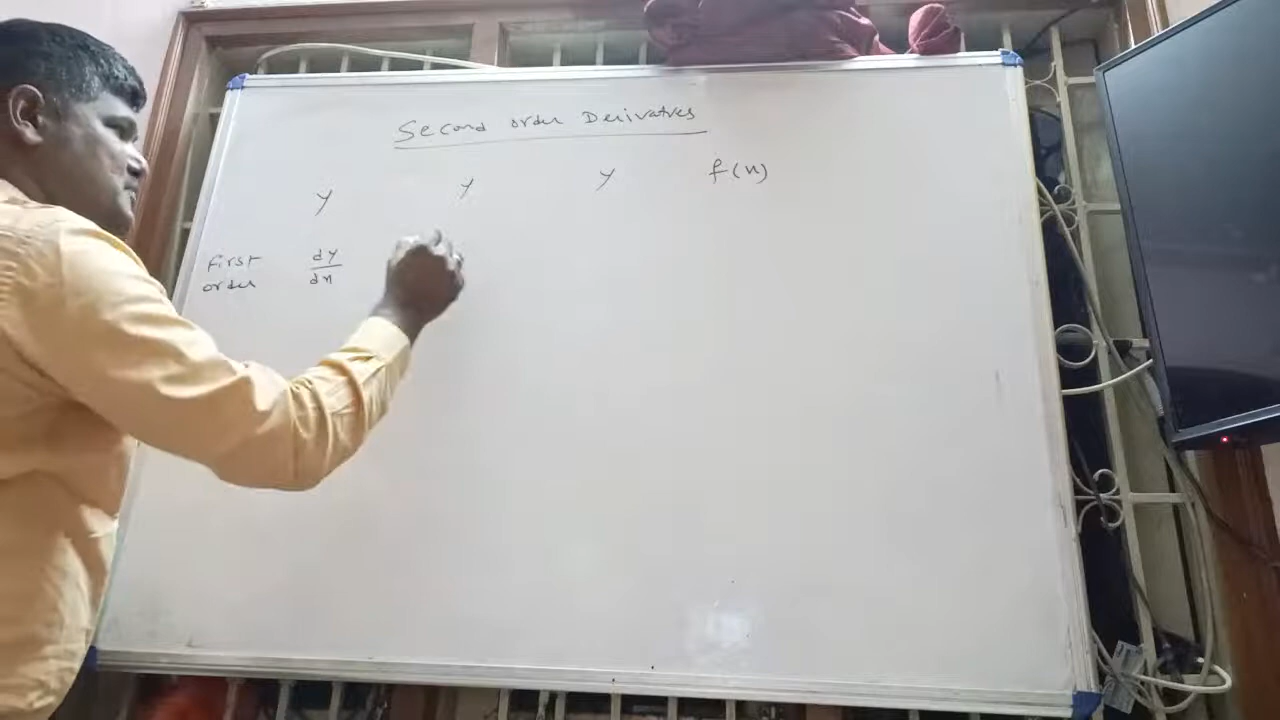 Second order Derivatives
y y y f(x)
First dy
order dx